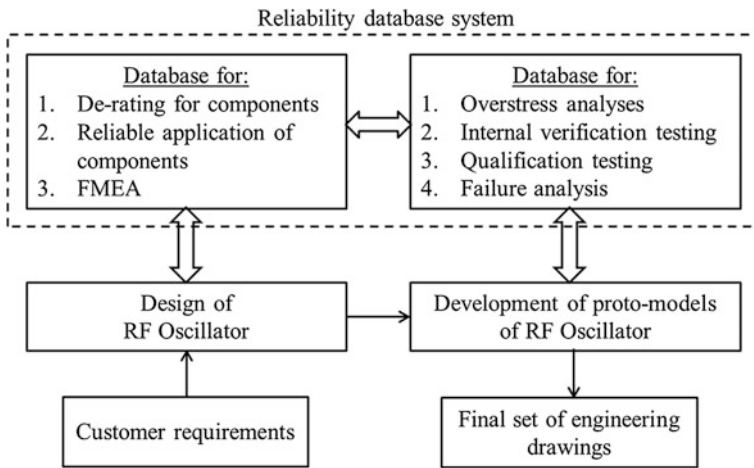 Reliability database system
Database for:
1. De-rating for components
2. Reliable application of
components
3. FMEA
Database for:
1. Overstress analyses
2. Internal verification testing
3. Qualification testing
4. Failure analysis
Design of
RF Oscillator
Development of proto-models
of RF Oscillator
Customer requirements
Final set of engineering
drawings